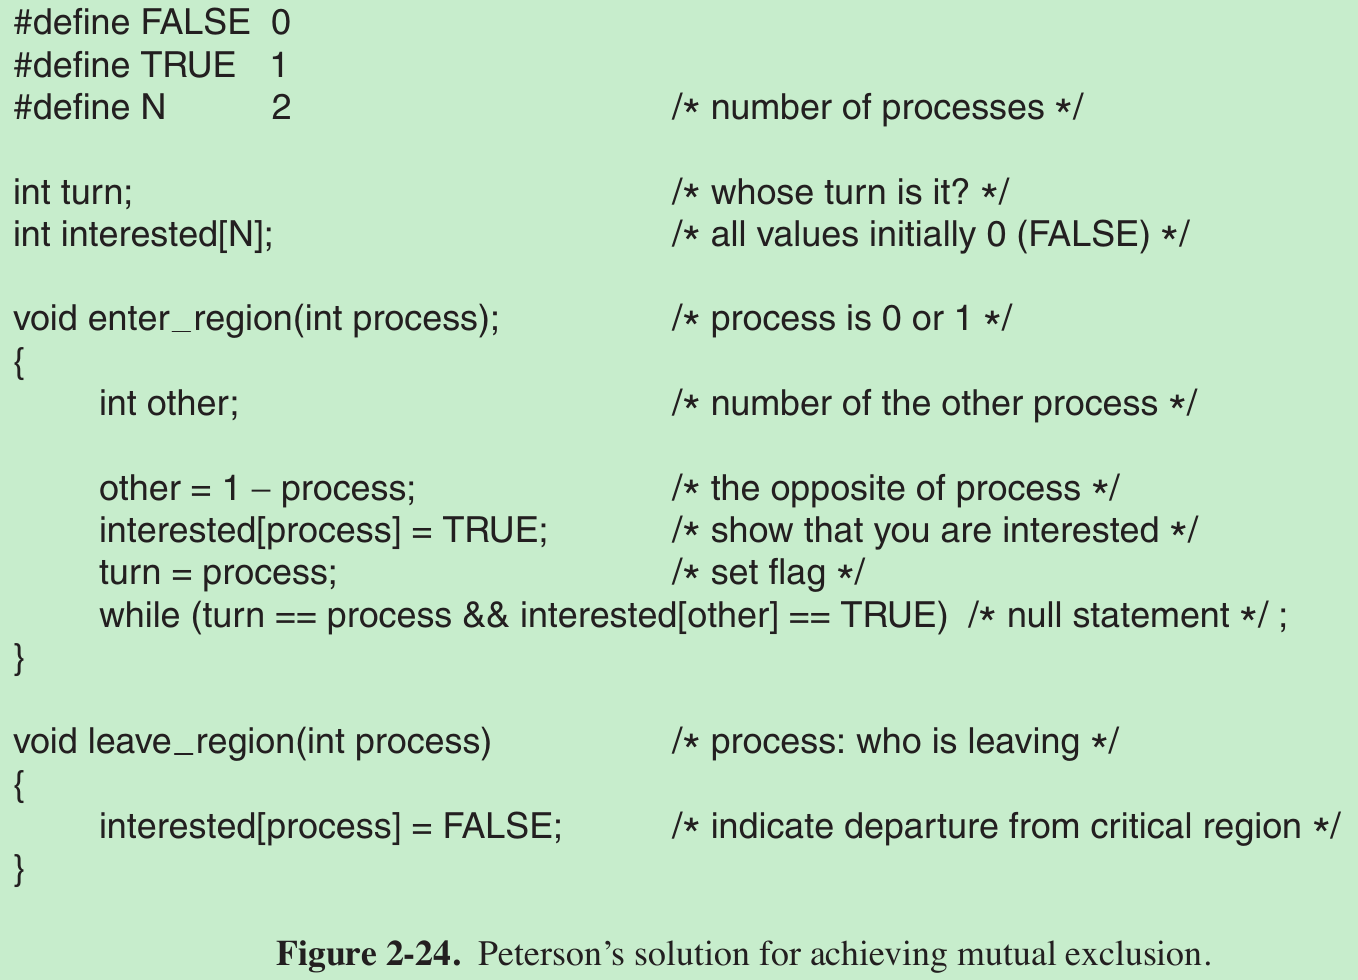 #define FALSE 0
#define TRUE 1
#define N 2 /* number of processes */
int turn; /* whose turn is it? */
int interested[N]; /* all values initially 0 (FALSE) */
void enter_region(int process); /* process is 0 or 1 */
{
int other; /* number of the other process */
other = 1 – process; /* the opposite of process */
interested[process] = TRUE; /* show that you are interested */
turn = process; /* set flag */
while (turn == process && interested[other] == TRUE) /* null statement */ ;
}
void leave_region(int process) /* process: who is leaving */
{
interested[process] = FALSE; /* indicate departure from critical region */
}
Figure 2-24. Peterson’s solution for achieving mutual exclusion.